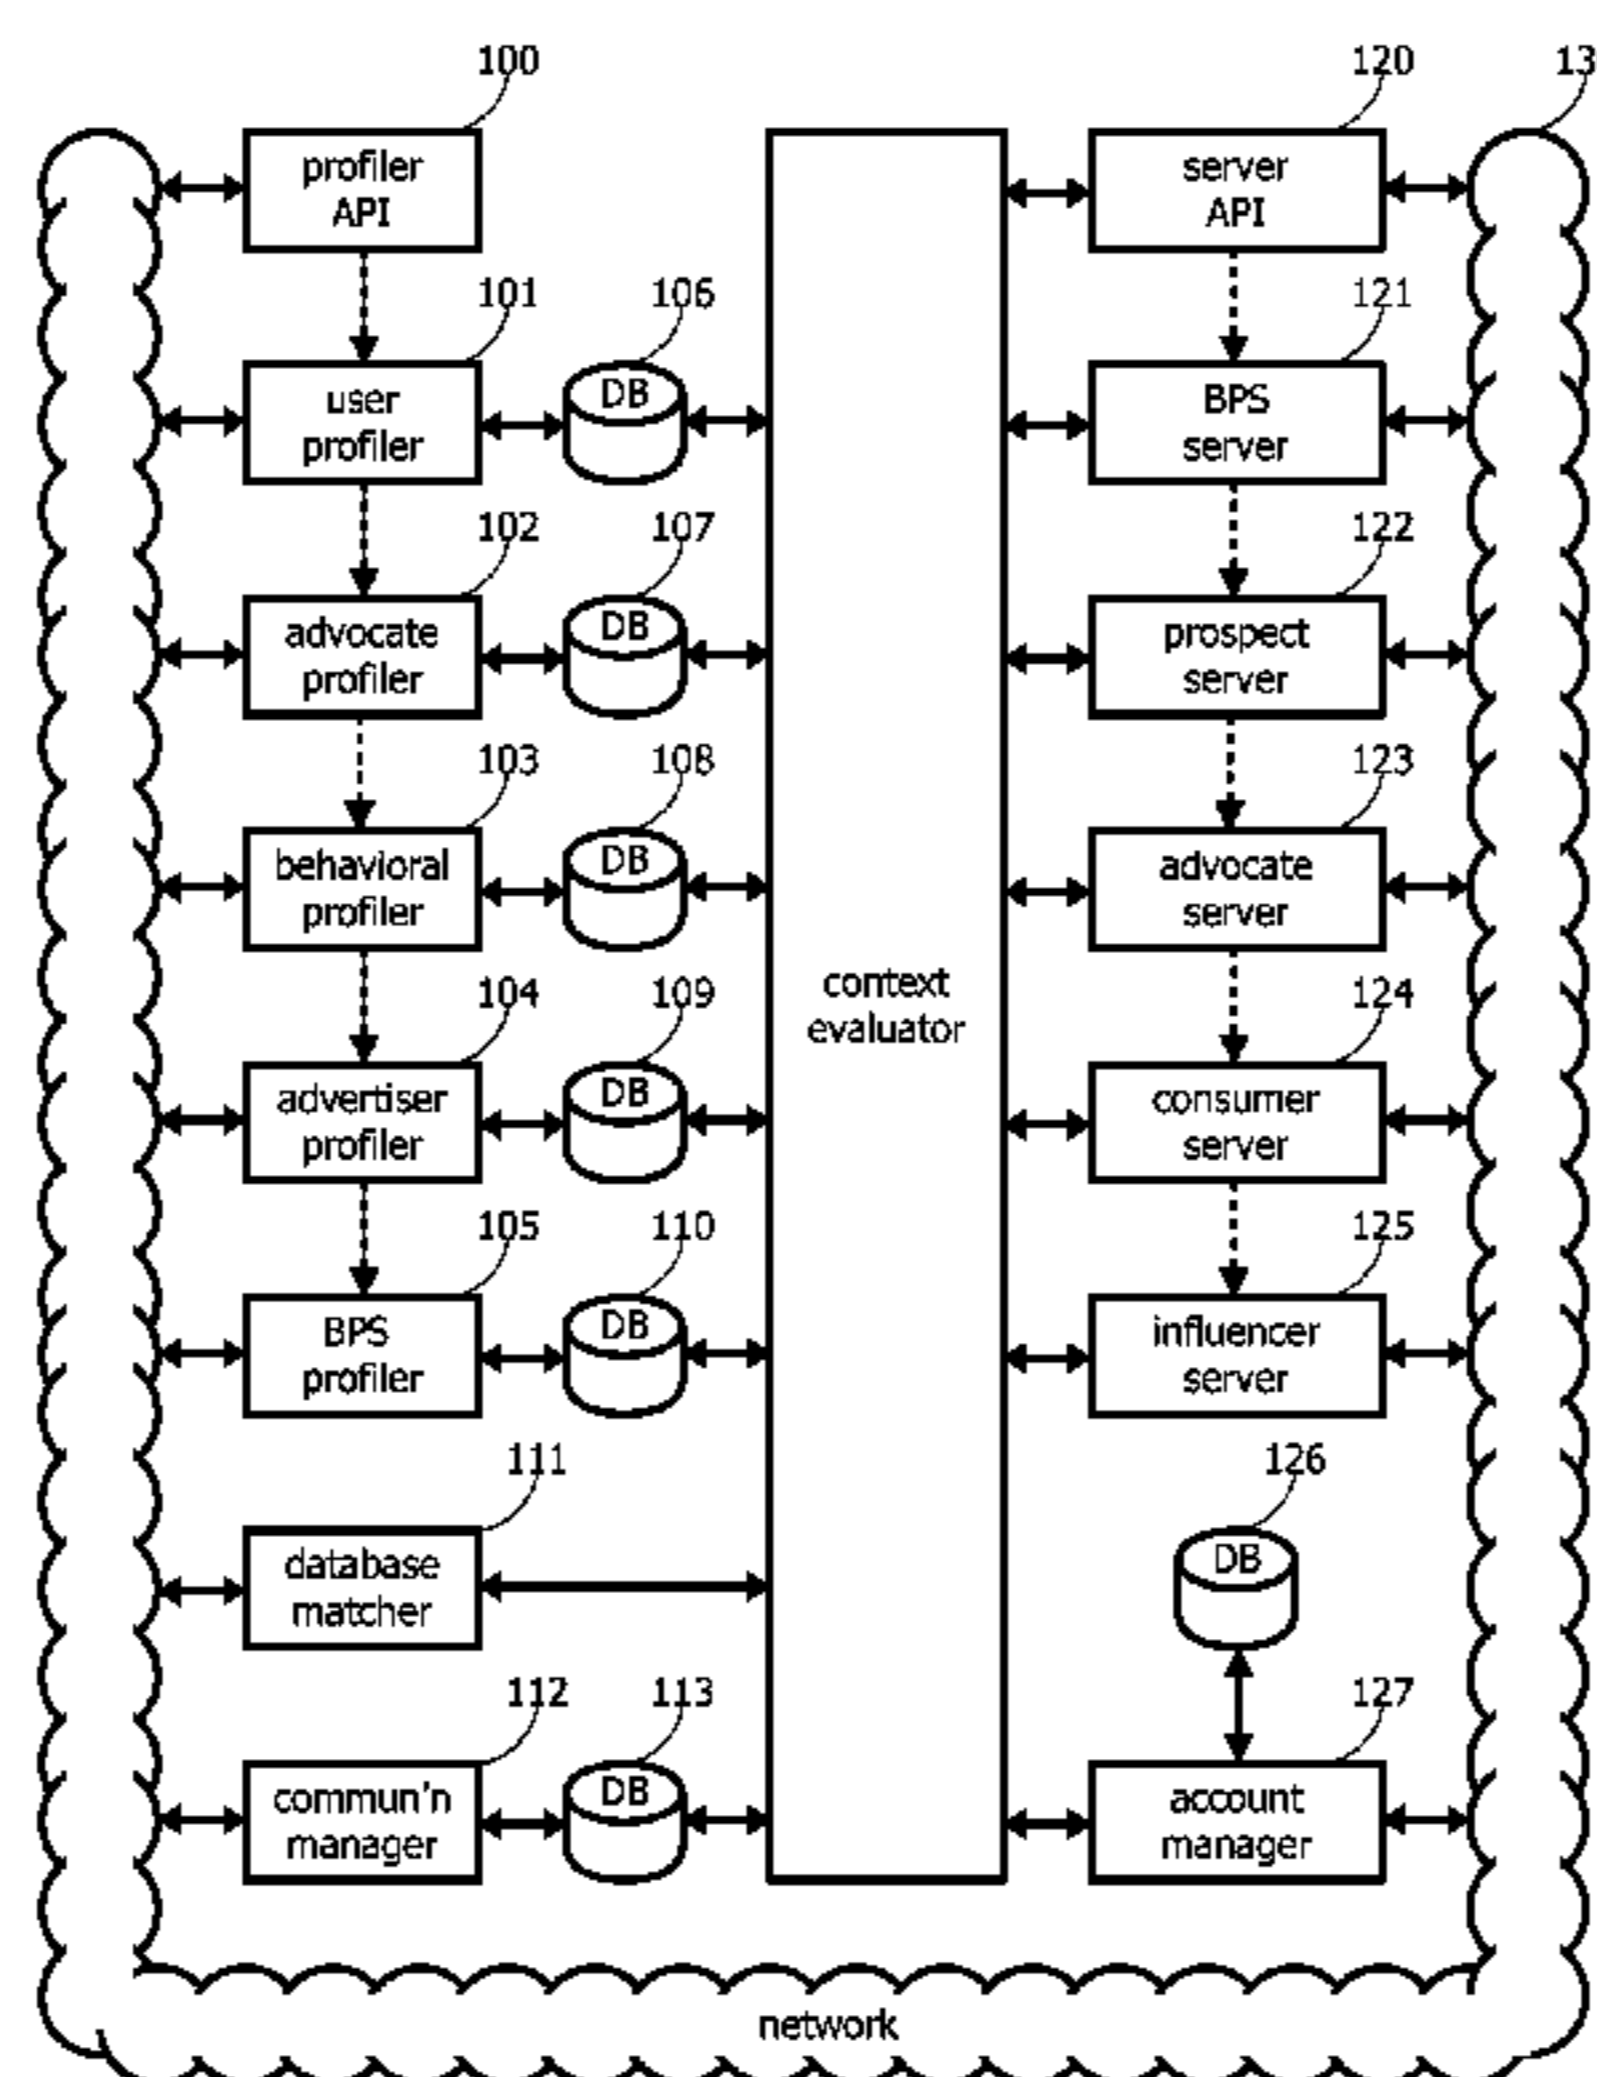 100
120
13
profiler
API
server
API
101
106
121
user
profiler
DB
BPS
server
102
107
122
advocate
profiler
DB
prospect
server
103
108
123
behavioral
profiler
DB
advocate
server
context
evaluator
104
109
124
advertiser
profiler
DB
consumer
server
105
110
125
BPS
profiler
DB
influencer
server
111
126
database
matcher
DB
112
113
127
commun'n
manager
DB
account
manager
network